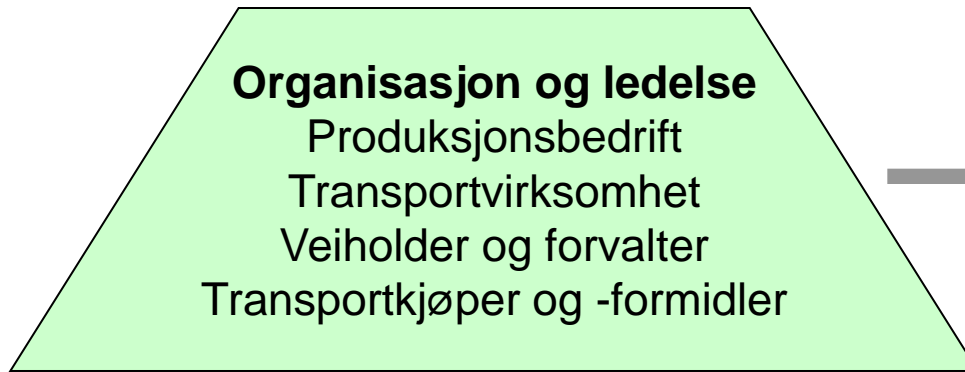 Organisasjon og ledelse
Produksjonsbedrift
Transportvirksomhet
Veiholder og forvalter
Transportkjøper og -formidler